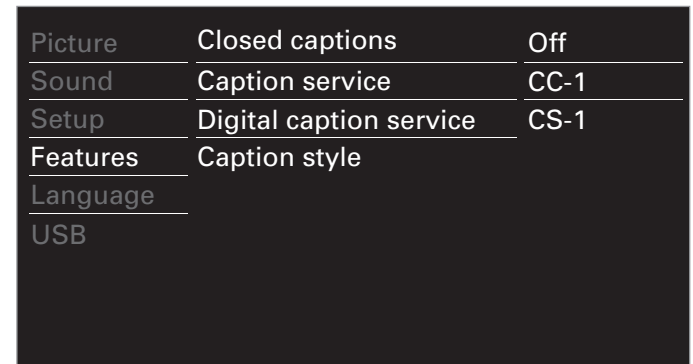 Picture Closed captions Off
Sound Caption service CC-1
Setup Digital caption service CS-1
Features Caption style
Language
USB